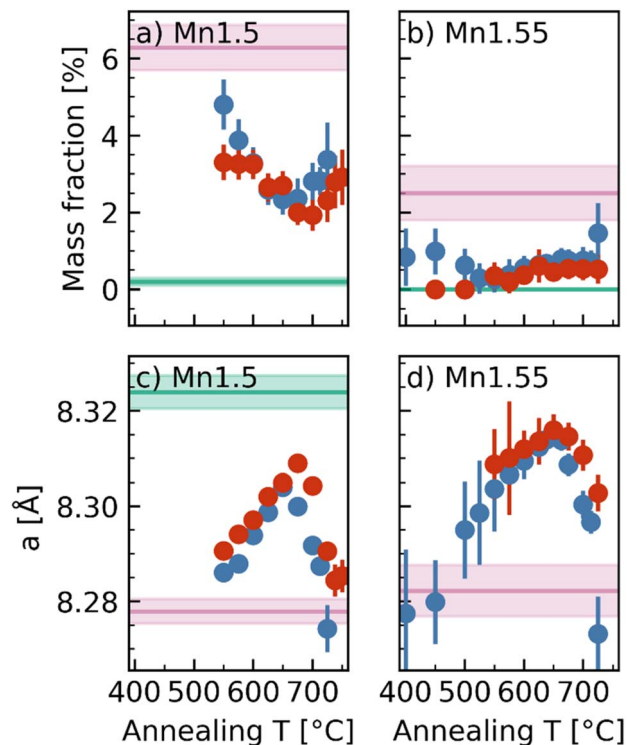 a) Mn1.5
b) Mn1.55
Mass fraction [%]
6
4
2
0
c) Mn1.5
d) Mn1.55
a [Å]
8.32
8.30
8.28
400 500 600 700
400 500 600 700
Annealing T [°C]
Annealing T [°C]